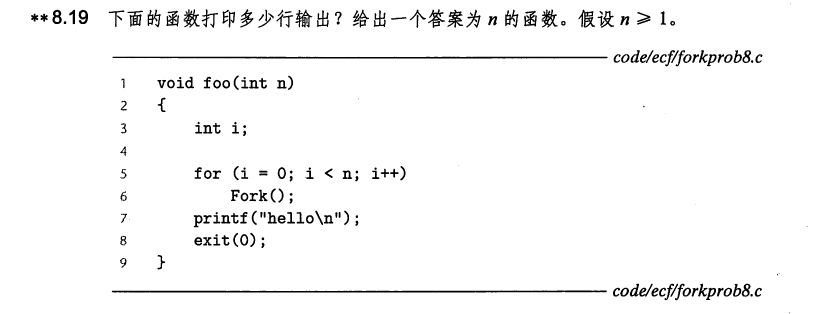 **8.19 下面的函数打印多少行输出？给出一个答案为 n 的函数。假设 n ⩾ 1。
code/ecf/forkprob8.c
1 void foo(int n)
2 {
3 int i;
4
5 for (i = 0; i < n; i++)
6 Fork();
7 printf("hello\n");
8 exit(0);
9 }
code/ecf/forkprob8.c